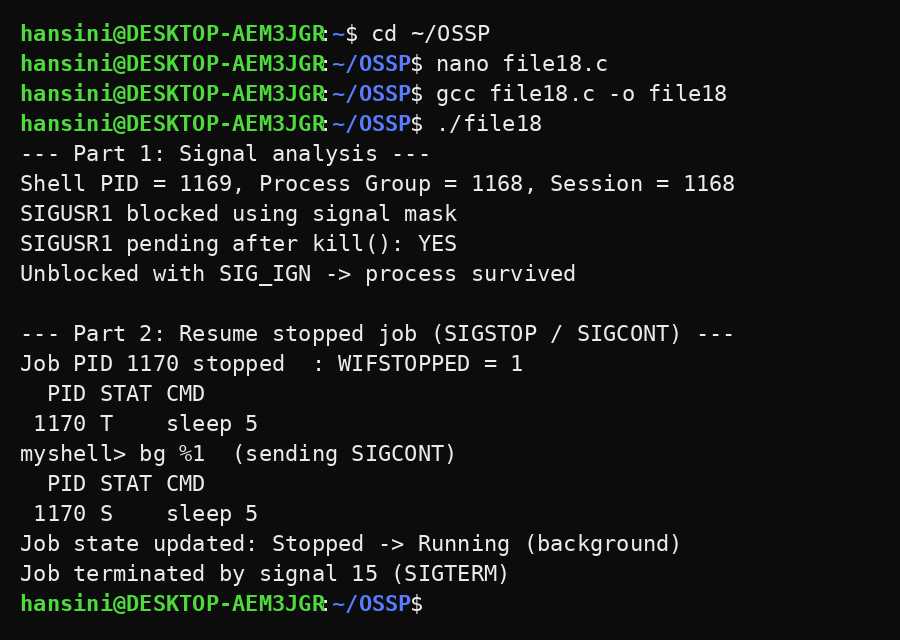 hansini@DESKTOP-AEM3JGR:~$ cd ~/OSSP
hansini@DESKTOP-AEM3JGR:~/OSSP$ nano file18.c
hansini@DESKTOP-AEM3JGR:~/OSSP$ gcc file18.c -o file18
hansini@DESKTOP-AEM3JGR:~/OSSP$ ./file18
--- Part 1: Signal analysis ---
Shell PID = 1169, Process Group = 1168, Session = 1168
SIGUSR1 blocked using signal mask
SIGUSR1 pending after kill(): YES
Unblocked with SIG_IGN -> process survived

--- Part 2: Resume stopped job (SIGSTOP / SIGCONT) ---
Job PID 1170 stopped  : WIFSTOPPED = 1
  PID STAT CMD
 1170 T    sleep 5
myshell> bg %1  (sending SIGCONT)
  PID STAT CMD
 1170 S    sleep 5
Job state updated: Stopped -> Running (background)
Job terminated by signal 15 (SIGTERM)
hansini@DESKTOP-AEM3JGR:~/OSSP$